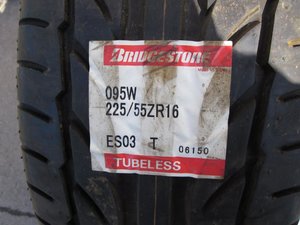 BRIDGESTONE
095W
225/55ZR16
ES03 T 06150
TUBELESS